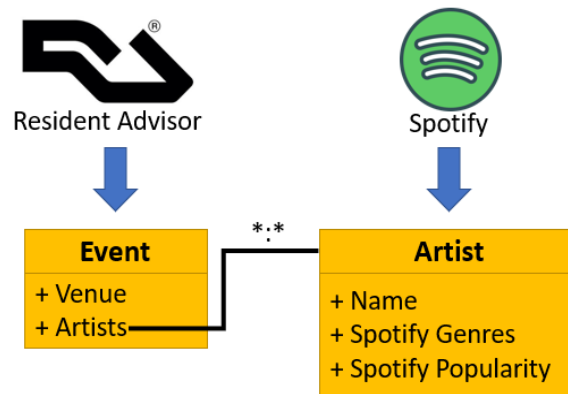 ®
Resident Advisor
Spotify
*:*
Event
+ Venue
+ Artists
Artist
+ Name
+ Spotify Genres
+ Spotify Popularity